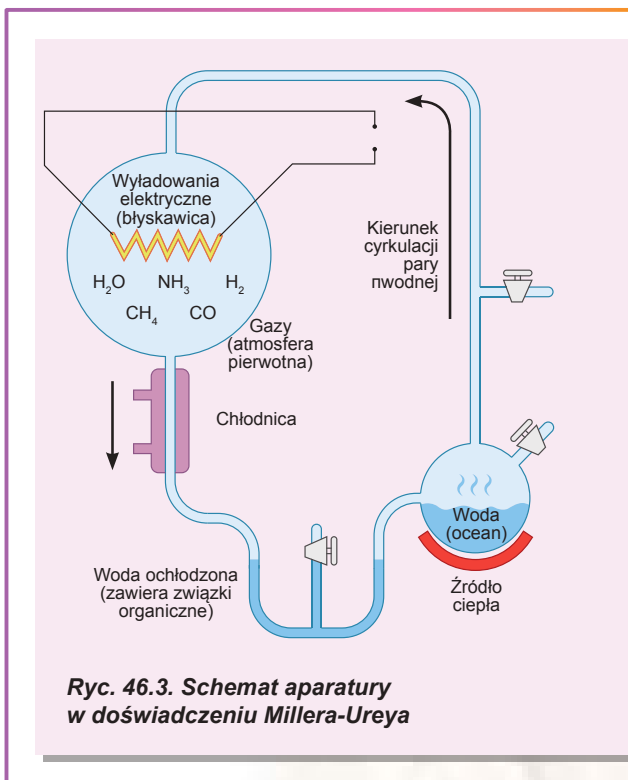 Wyładowania
elektryczne
(błyskawica)
H₂O NH₃ H₂
CH₄ CO
Gazy
(atmosfera
pierwotna)
Kierunek
cyrkulacji
pary
пwodnej
Chłodnica
Woda
(ocean)
Źródło
ciepła
Woda ochłodzona
(zawiera związki
organiczne)
Ryc. 46.3. Schemat aparatury
w doświadczeniu Millera-Ureya